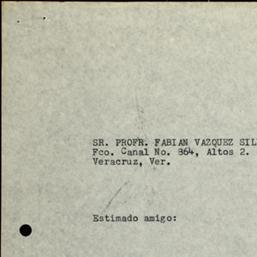 SR. PROFR. FABIAN VAZQUEZ SIL
Fco. Canal No. 864, Altos 2.
Veracruz, Ver.
Estimado amigo: